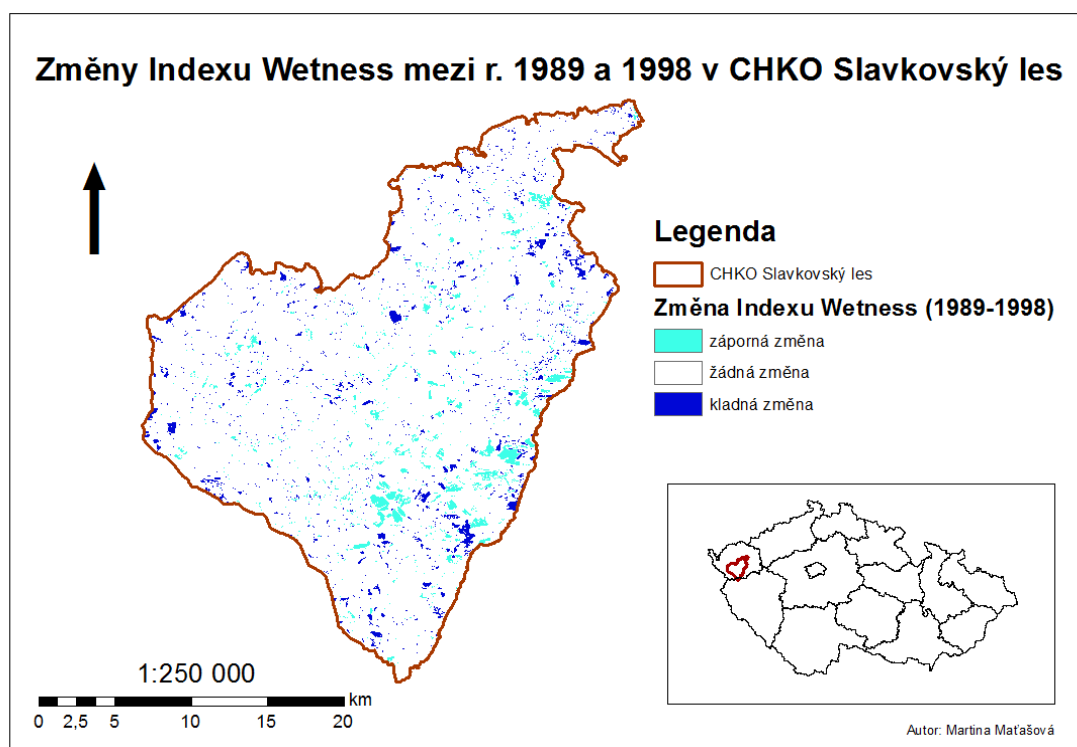 Změny Indexu Wetness mezi r. 1989 a 1998 v CHKO Slavkovský les
Legenda
CHKO Slavkovský les
Změna Indexu Wetness (1989-1998)
záporná změna
žádná změna
kladná změna
1:250 000
km
0 2,5 5 10 15 20
Autor: Martina Maťašová